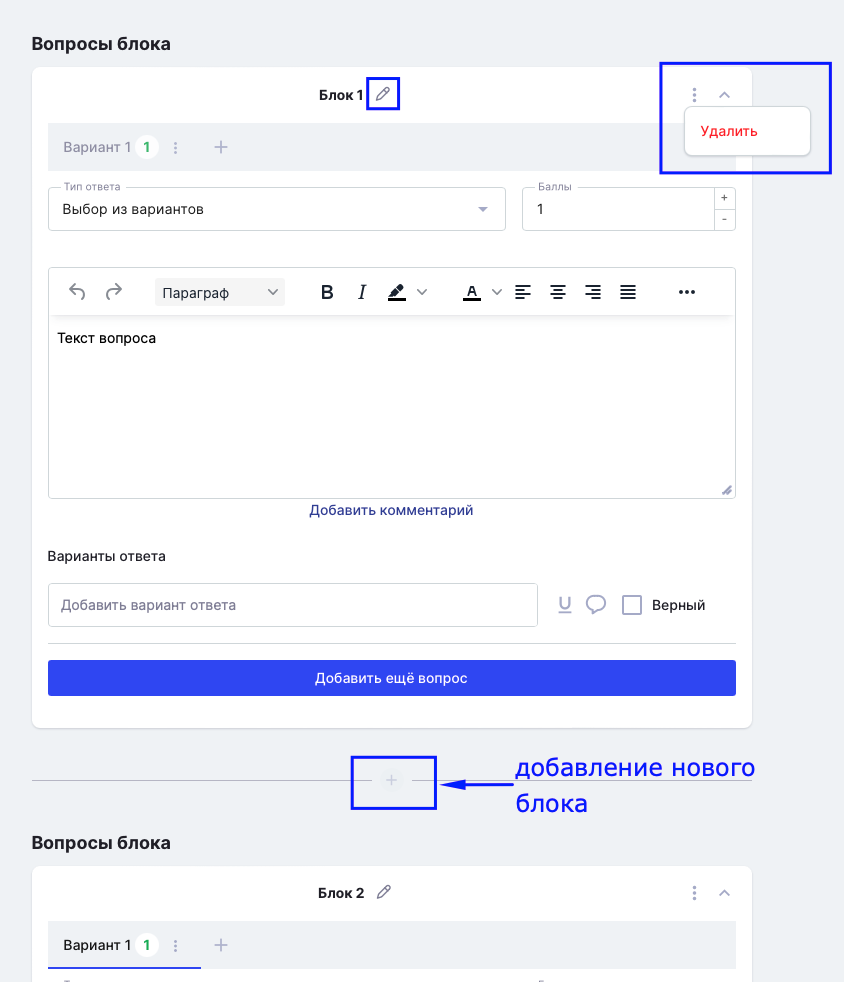 Вопросы блока
Блок 1
Удалить
Вариант 1 1
Тип ответа
Баллы
Выбор из вариантов
1
+
-
Параграф B I A
Текст вопроса
Добавить комментарий
Варианты ответа
Добавить вариант ответа U Верный
Добавить ещё вопрос
добавление нового
блока
Вопросы блока
Блок 2
Вариант 1 1